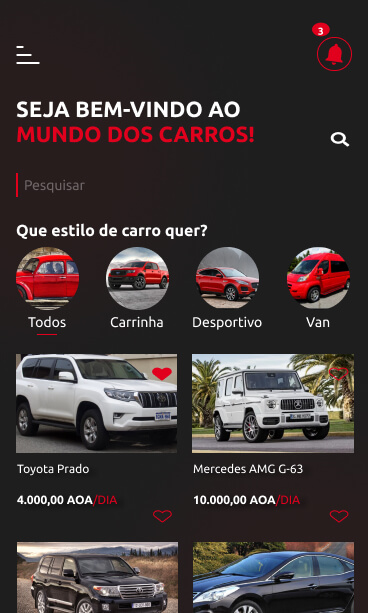 3
SEJA BEM-VINDO AO
MUNDO DOS CARROS!
Pesquisar
Que estilo de carro quer?
Todos
Carrinha
Desportivo
Van
Toyota Prado
Mercedes AMG G-63
4.000,00 AOA/DIA
10.000,00 AOA/DIA